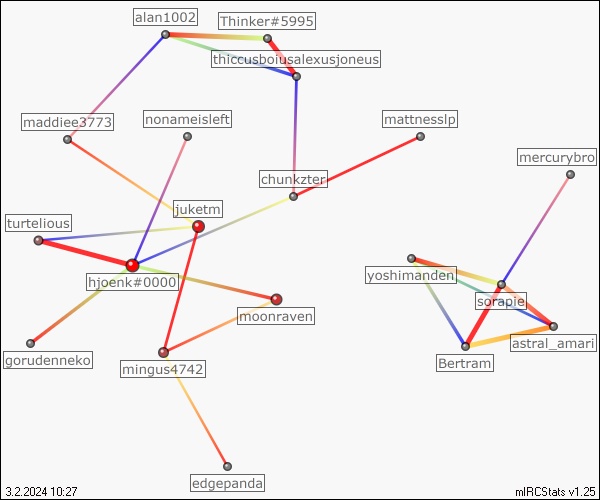 alan1002
Thinker#5995
thiccusboiusalexusjoneus
maddiee3773
nonameisleft
mattnesslp
mercurybro
chunkzter
juketm
turtelious
hjoenk#0000
yoshimanden
sorapie
moonraven
astral_amari
gorudenneko
mingus4742
Bertram
edgepanda
3.2.2024 10:27
mIRCStats v1.25